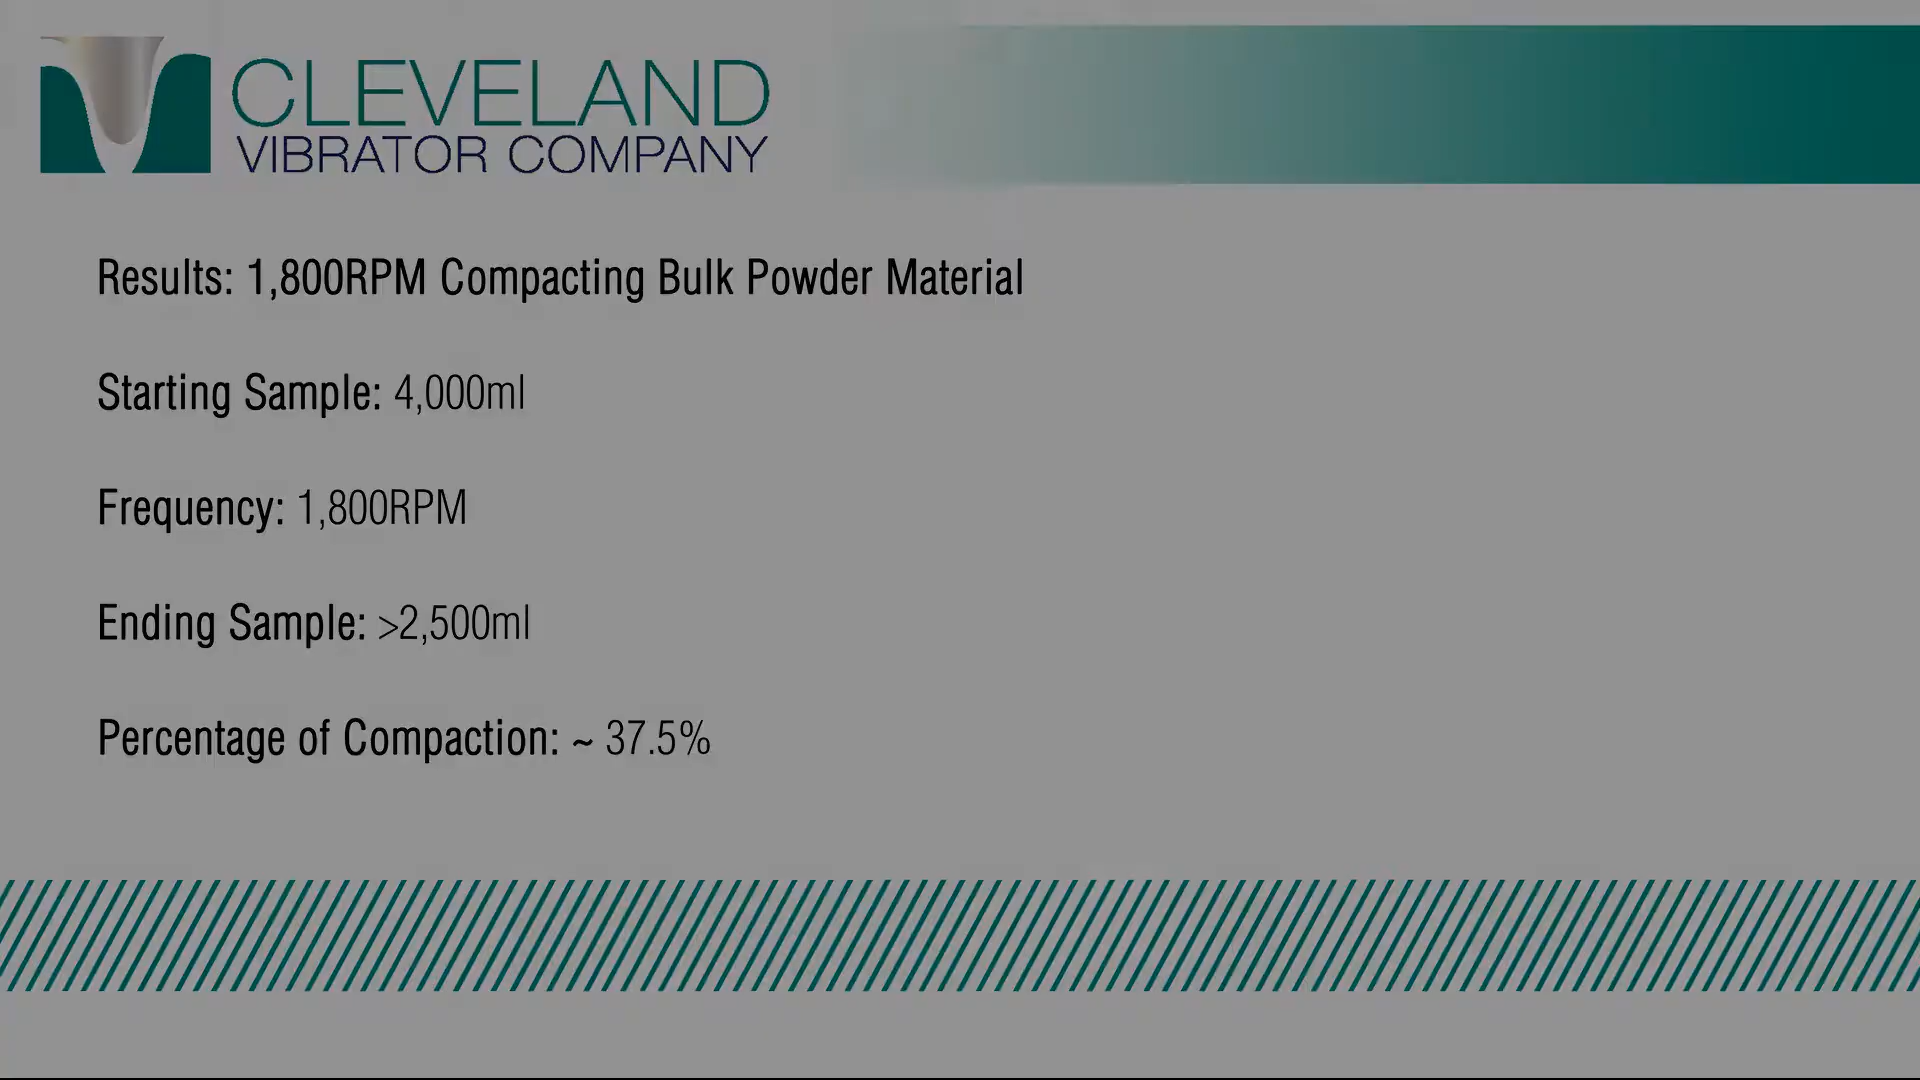 CLEVELAND
VIBRATOR COMPANY
Results: 1,800RPM Compacting Bulk Powder Material
Starting Sample: 4,000ml
Frequency: 1,800RPM
Ending Sample: >2,500ml
Percentage of Compaction: ~ 37.5%